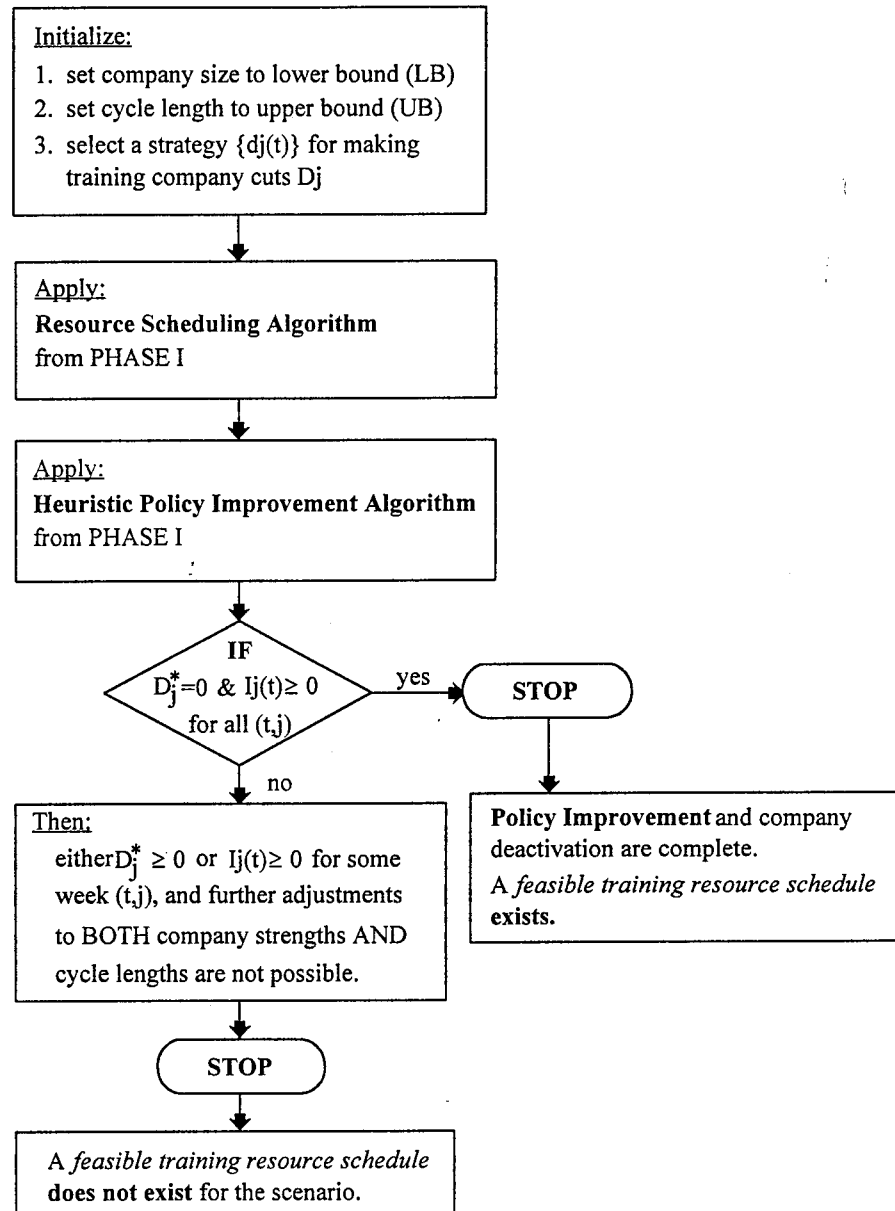 Initialize:
1. set company size to lower bound (LB)
2. set cycle length to upper bound (UB)
3. select a strategy {dj(t)} for making
training company cuts Dj
Apply:
Resource Scheduling Algorithm
from PHASE I
Apply:
Heuristic Policy Improvement Algorithm
from PHASE I
IF
D*j=0 & Ij(t)≥ 0
for all (t,j)
yes
STOP
no
Policy Improvement and company
deactivation are complete.
A feasible training resource schedule
exists.
Then:
eitherD*j ≥ 0 or Ij(t)≥ 0 for some
week (t,j), and further adjustments
to BOTH company strengths AND
cycle lengths are not possible.
STOP
A feasible training resource schedule
does not exist for the scenario.